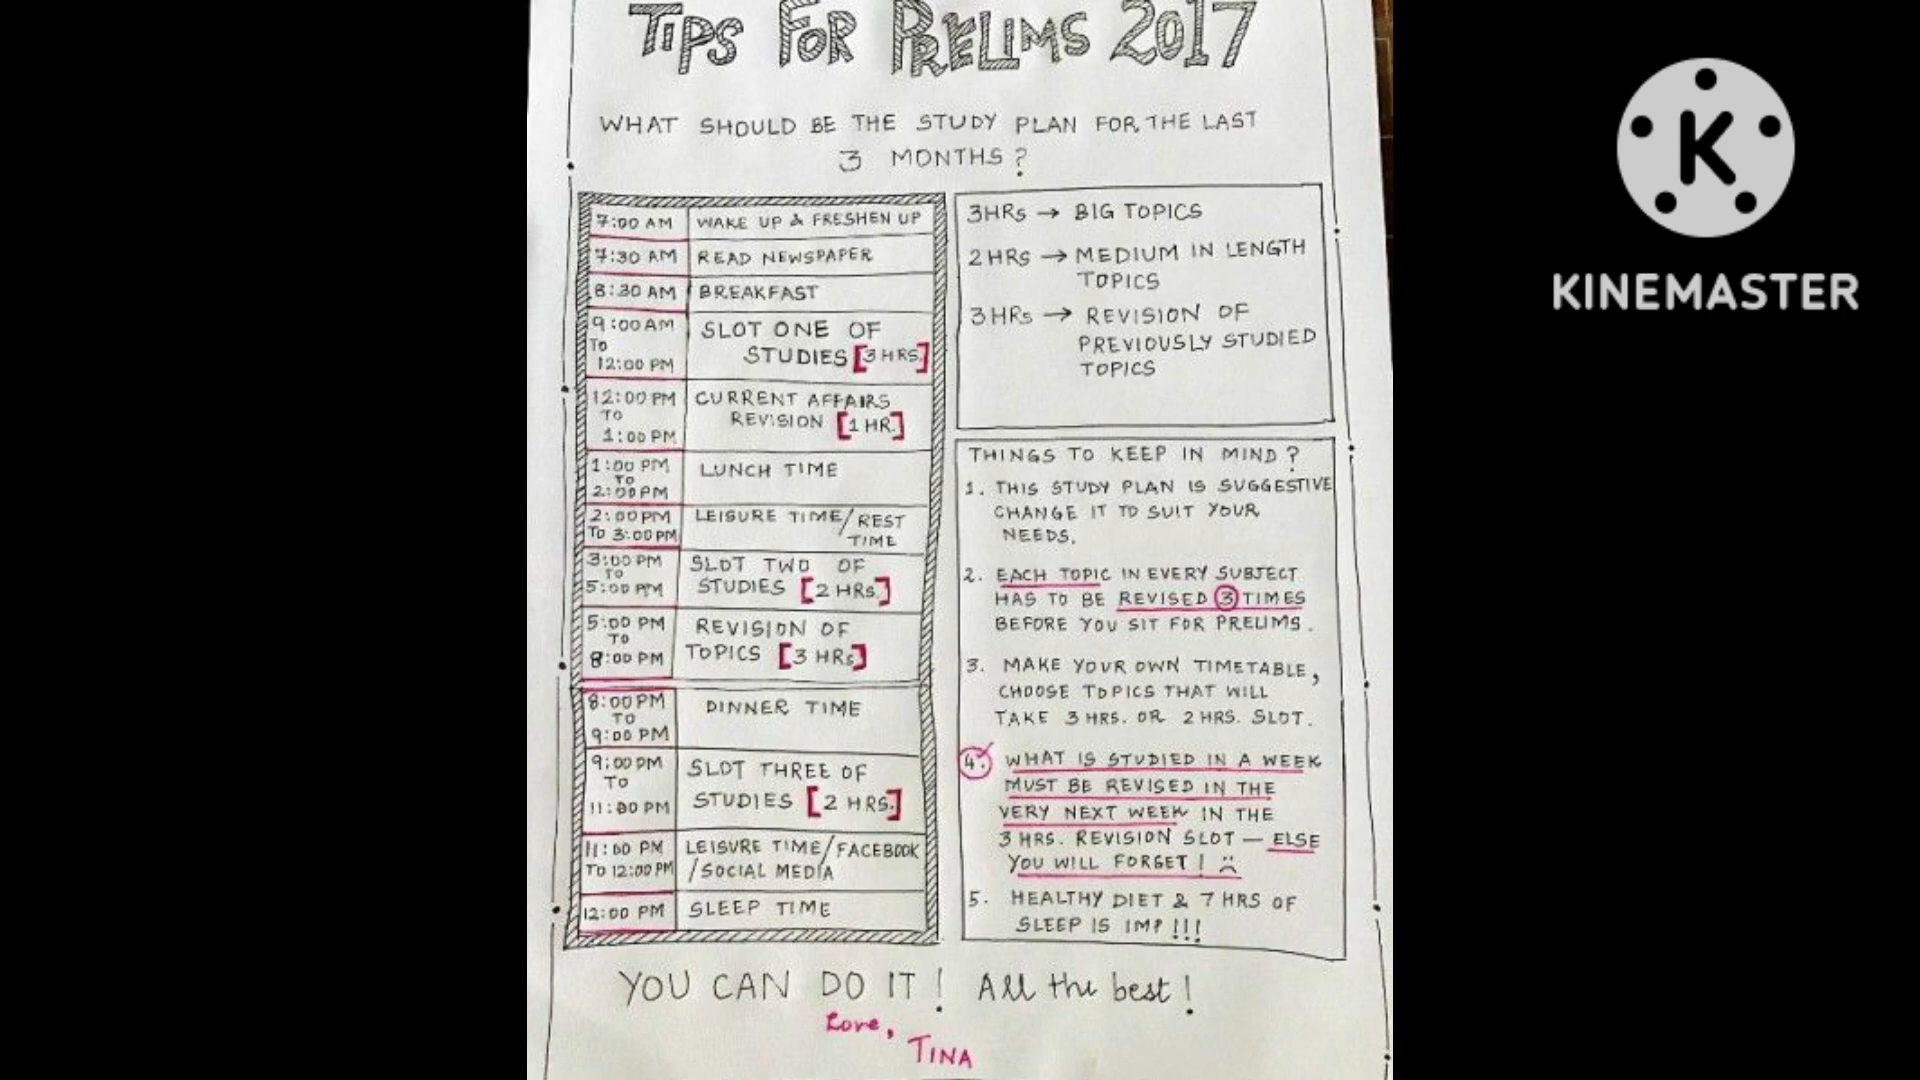 TIPS FOR PRELIMS 2017
WHAT SHOULD BE THE STUDY PLAN FOR THE LAST
3 MONTHS?
7:00 AM WAKE UP & FRESHEN UP
7:30 AM READ NEWSPAPER
8:30 AM BREAKFAST
9:00 AM SLOT ONE OF
TO STUDIES [3 HRS.]
12:00 PM
12:00 PM CURRENT AFFAIRS
TO REVISION [1 HR.]
1:00 PM
1:00 PM LUNCH TIME
TO
2:00 PM
2:00 PM LEISURE TIME/REST
TO 3:00 PM TIME
3:00 PM SLOT TWO OF
TO STUDIES [2 HRs.]
5:00 PM
5:00 PM REVISION OF
TO TOPICS [3 HRs]
8:00 PM
8:00 PM DINNER TIME
TO
9:00 PM
9:00 PM SLOT THREE OF
TO STUDIES [2 HRS.]
11:00 PM
11:00 PM LEISURE TIME/FACEBOOK
TO 12:00 PM /SOCIAL MEDIA
12:00 PM SLEEP TIME
3HRs → BIG TOPICS
2 HRs → MEDIUM IN LENGTH
TOPICS
3 HRs → REVISION OF
PREVIOUSLY STUDIED
TOPICS
THINGS TO KEEP IN MIND?
1. THIS STUDY PLAN IS SUGGESTIVE
CHANGE IT TO SUIT YOUR
NEEDS.
2. EACH TOPIC IN EVERY SUBJECT
HAS TO BE REVISED 3 TIMES
BEFORE YOU SIT FOR PRELIMS.
3. MAKE YOUR OWN TIMETABLE,
CHOOSE TOPICS THAT WILL
TAKE 3 HRS. OR 2 HRS. SLOT.
4. WHAT IS STUDIED IN A WEEK
MUST BE REVISED IN THE
VERY NEXT WEEK IN THE
3 HRS. REVISION SLOT — ELSE
YOU WILL FORGET!
5. HEALTHY DIET & 7 HRS OF
SLEEP IS IMP !!!
YOU CAN DO IT! All the best!
Love,
TINA
K
KINEMASTER